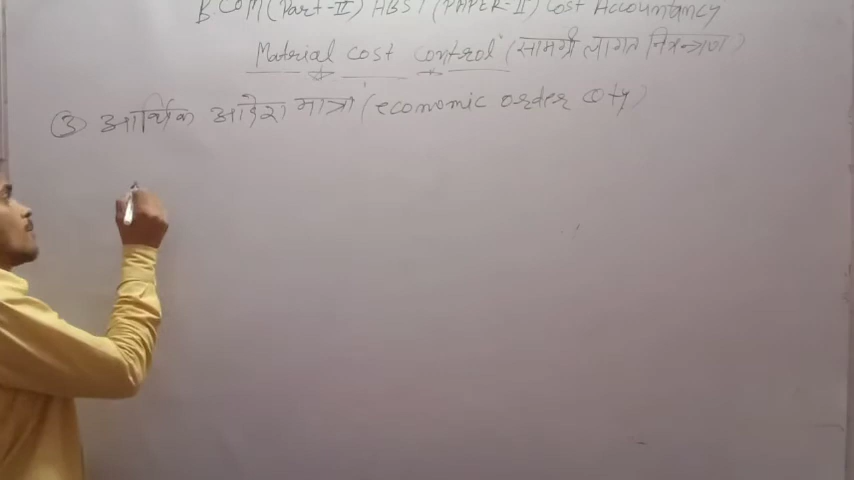 B COM (Part-II) ABST (PAPER-II) Cost Accountancy
Material cost control (सामग्री लागत नियन्त्रण)
③ आर्थिक आदेश मात्रा (economic order Qty)